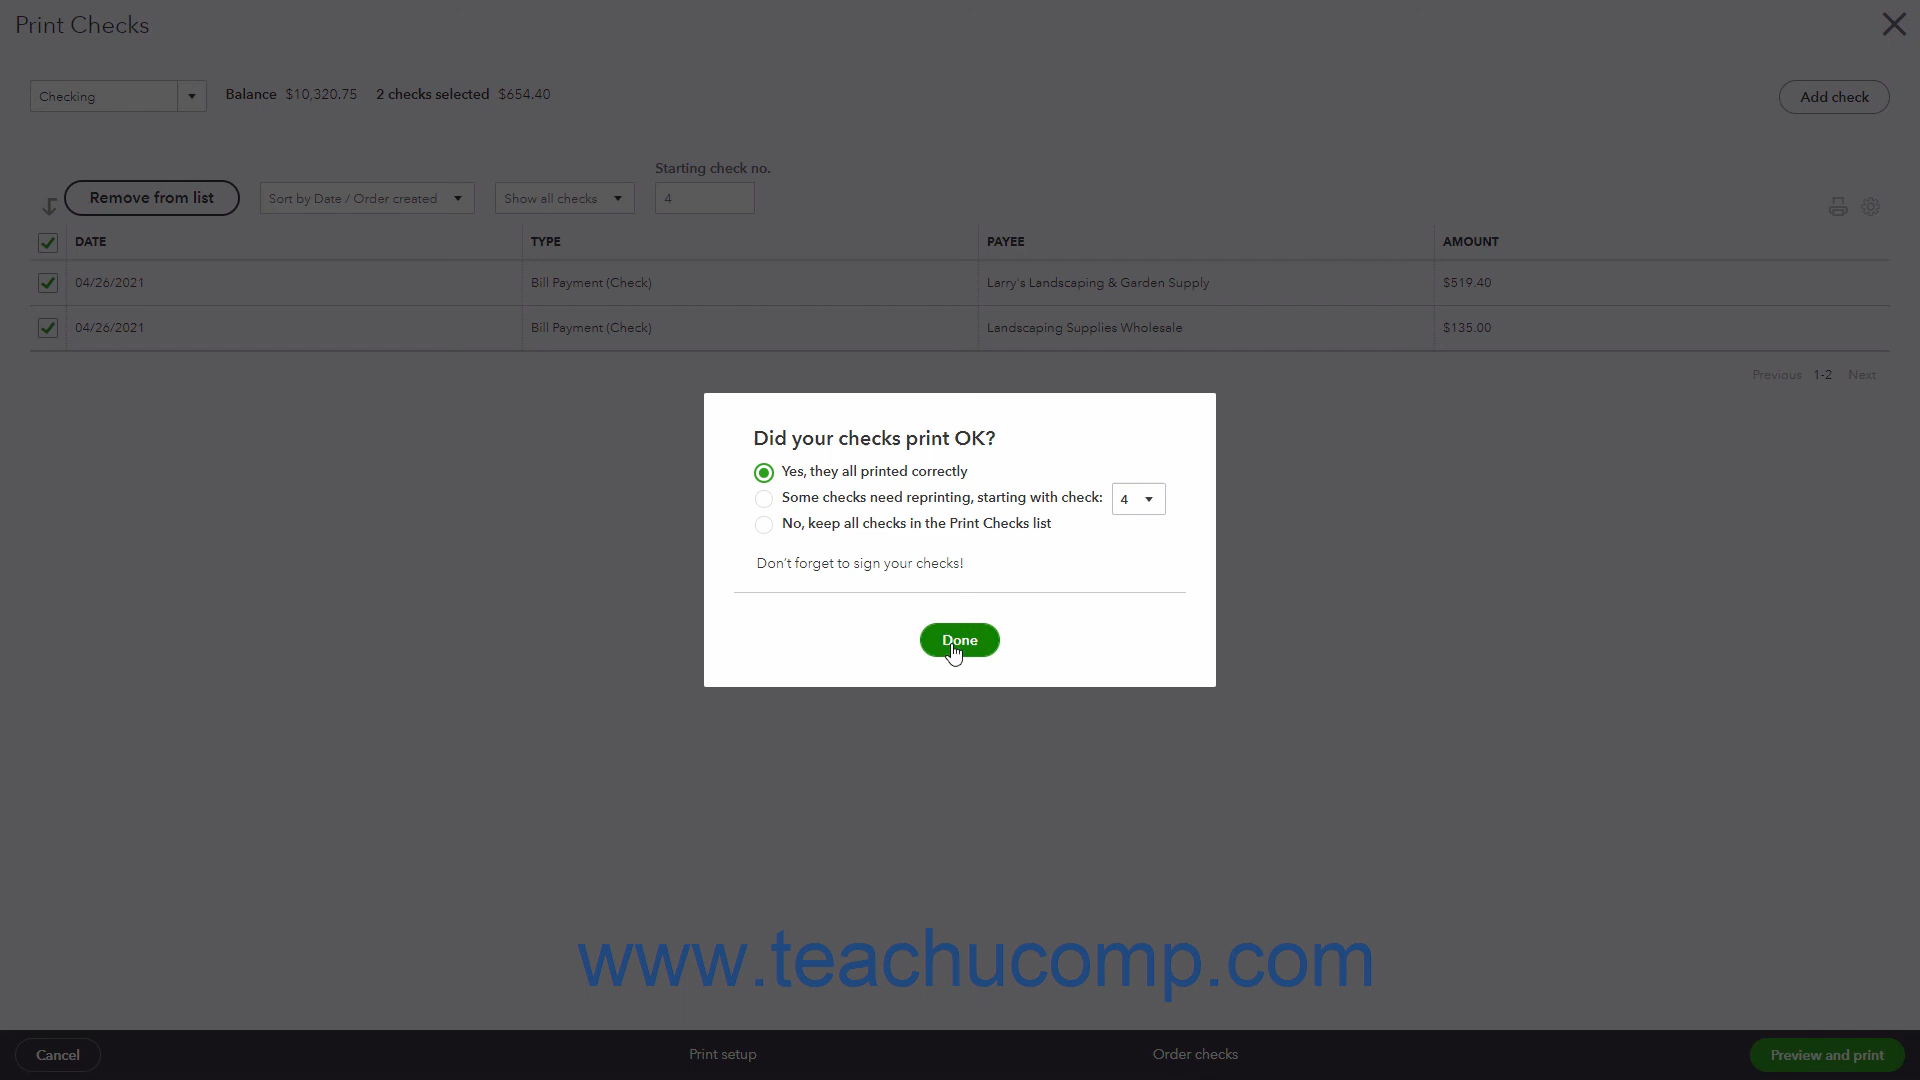 Print Checks
Checking Balance $10,320.75 2 checks selected $654.40 Add check
Starting check no.
Remove from list Sort by Date / Order created Show all checks 4
DATE TYPE PAYEE AMOUNT
04/26/2021 Bill Payment (Check) Larry's Landscaping & Garden Supply $519.40
04/26/2021 Bill Payment (Check) Landscaping Supplies Wholesale $135.00
Previous 1-2 Next
Did your checks print OK?
Yes, they all printed correctly
Some checks need reprinting, starting with check: 4
No, keep all checks in the Print Checks list
Don't forget to sign your checks!
Done
www.teachucomp.com
Cancel Print setup Order checks Preview and print